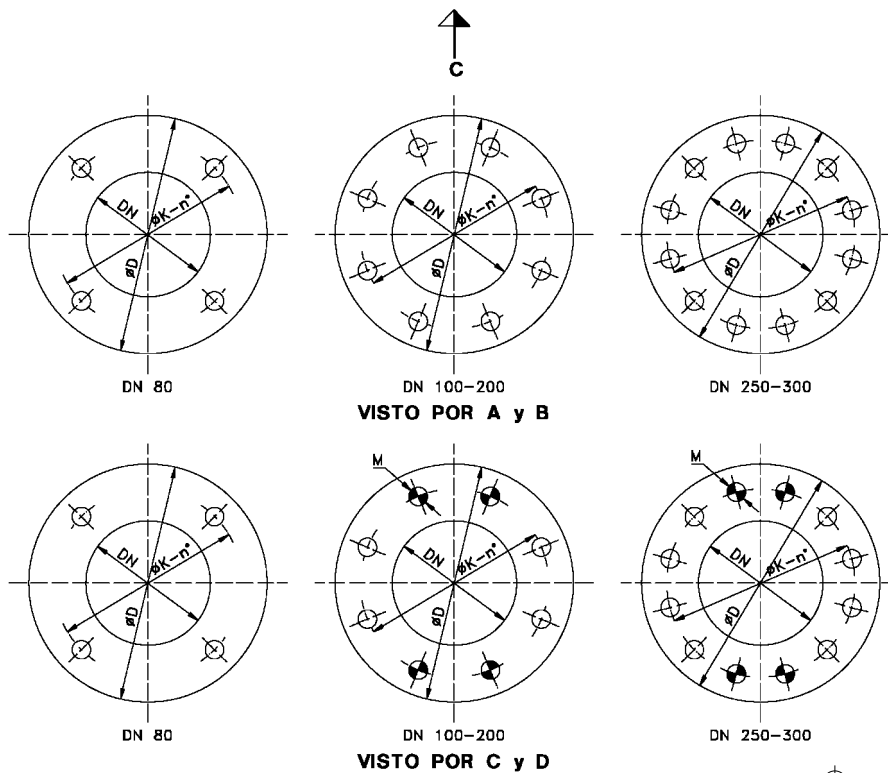 C
DN øK-n° øD
DN øK-n° øD
DN øK-n° øD
DN 80
DN 100-200
DN 250-300
VISTO POR A y B
M
M
DN øK-n° øD
DN øK-n° øD
DN øK-n° øD
DN 80
DN 100-200
DN 250-300
VISTO POR C y D